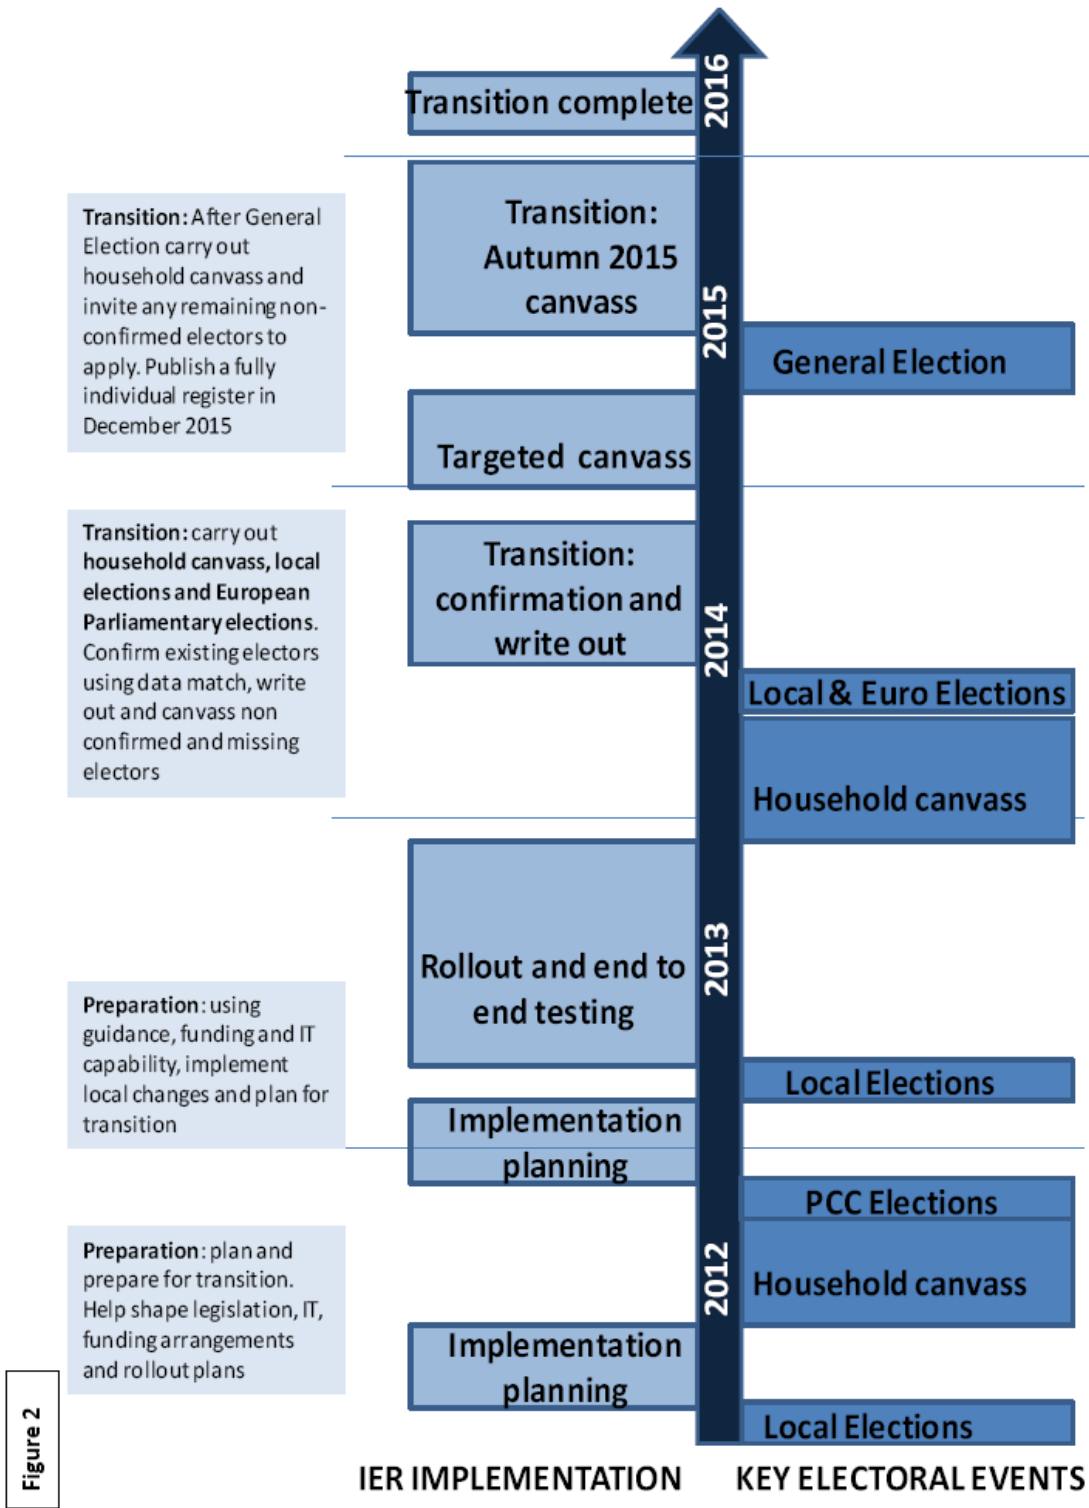 2016
Transition complete
Transition: After General
Election carry out
household canvass and
invite any remaining non-
confirmed electors to
apply. Publish a fully
individual register in
December 2015
Transition:
Autumn 2015
canvass
2015
General Election
Targeted canvass
Transition: carry out
household canvass, local
elections and European
Parliamentary elections.
Confirm existing electors
using data match, write
out and canvass non
confirmed and missing
electors
Transition:
confirmation and
write out
2014
Local & Euro Elections
Household canvass
Rollout and end to
end testing
2013
Preparation: using
guidance, funding and IT
capability, implement
local changes and plan for
transition
Local Elections
Implementation
planning
PCC Elections
Household canvass
2012
Preparation: plan and
prepare for transition.
Help shape legislation, IT,
funding arrangements
and rollout plans
Implementation
planning
Local Elections
Figure 2
IER IMPLEMENTATION
KEY ELECTORAL EVENTS